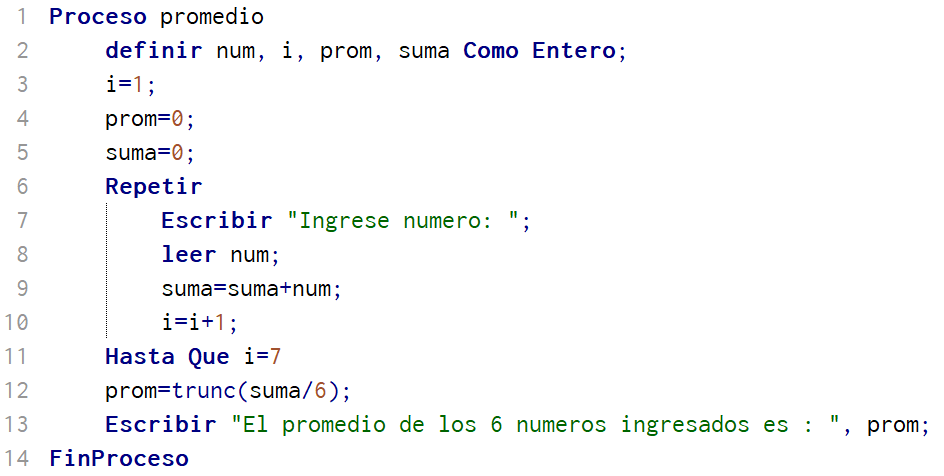 1 Proceso promedio
2 definir num, i, prom, suma Como Entero;
3 i=1;
4 prom=0;
5 suma=0;
6 Repetir
7 Escribir "Ingrese numero: ";
8 leer num;
9 suma=suma+num;
10 i=i+1;
11 Hasta Que i=7
12 prom=trunc(suma/6);
13 Escribir "El promedio de los 6 numeros ingresados es : ", prom;
14 FinProceso